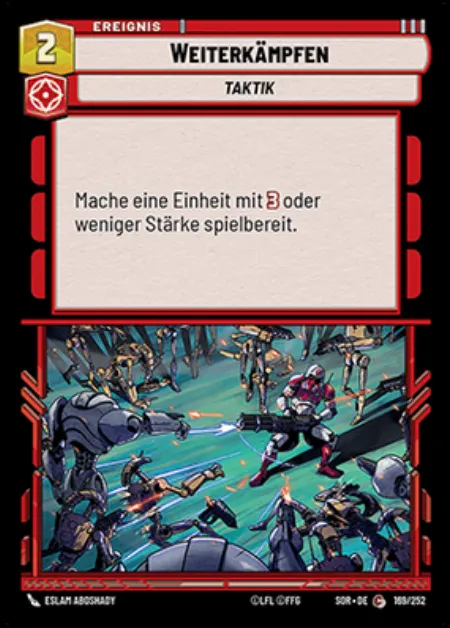 EREIGNIS
2
WEITERKÄMPFEN
TAKTIK
Mache eine Einheit mit 3 oder
weniger Stärke spielbereit.
ESLAM ABOSHADY ©LFL ©FFG SOR • DE C 169/252